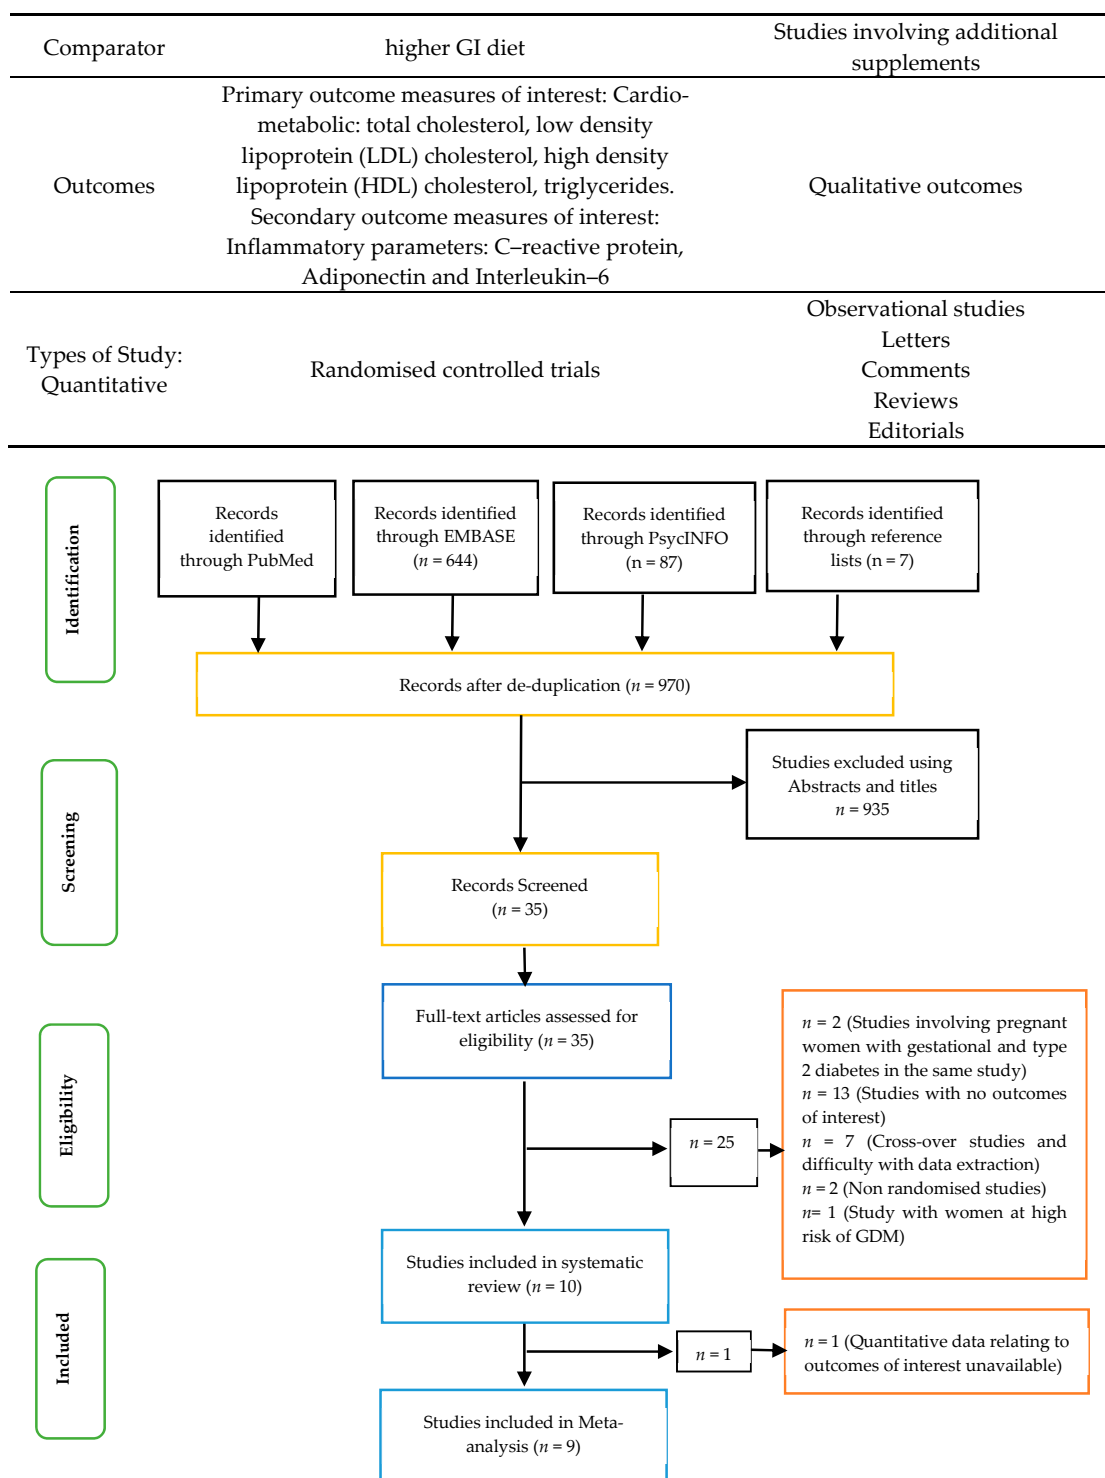 Comparator
higher GI diet
Studies involving additional
supplements
Outcomes
Primary outcome measures of interest: Cardio-
metabolic: total cholesterol, low density
lipoprotein (LDL) cholesterol, high density
lipoprotein (HDL) cholesterol, triglycerides.
Secondary outcome measures of interest:
Inflammatory parameters: C–reactive protein,
Adiponectin and Interleukin–6
Qualitative outcomes
Types of Study:
Quantitative
Randomised controlled trials
Observational studies
Letters
Comments
Reviews
Editorials
Identification
Records
identified
through PubMed
Records identified
through EMBASE
(n = 644)
Records identified
through PsycINFO
(n = 87)
Records identified
through reference
lists (n = 7)
Records after de-duplication (n = 970)
Screening
Studies excluded using
Abstracts and titles
n = 935
Records Screened
(n = 35)
Eligibility
Full-text articles assessed for
eligibility (n = 35)
n = 25
n = 2 (Studies involving pregnant
women with gestational and type
2 diabetes in the same study)
n = 13 (Studies with no outcomes
of interest)
n = 7 (Cross-over studies and
difficulty with data extraction)
n = 2 (Non randomised studies)
n= 1 (Study with women at high
risk of GDM)
Included
Studies included in systematic
review (n = 10)
n = 1
n = 1 (Quantitative data relating to
outcomes of interest unavailable)
Studies included in Meta-
analysis (n = 9)